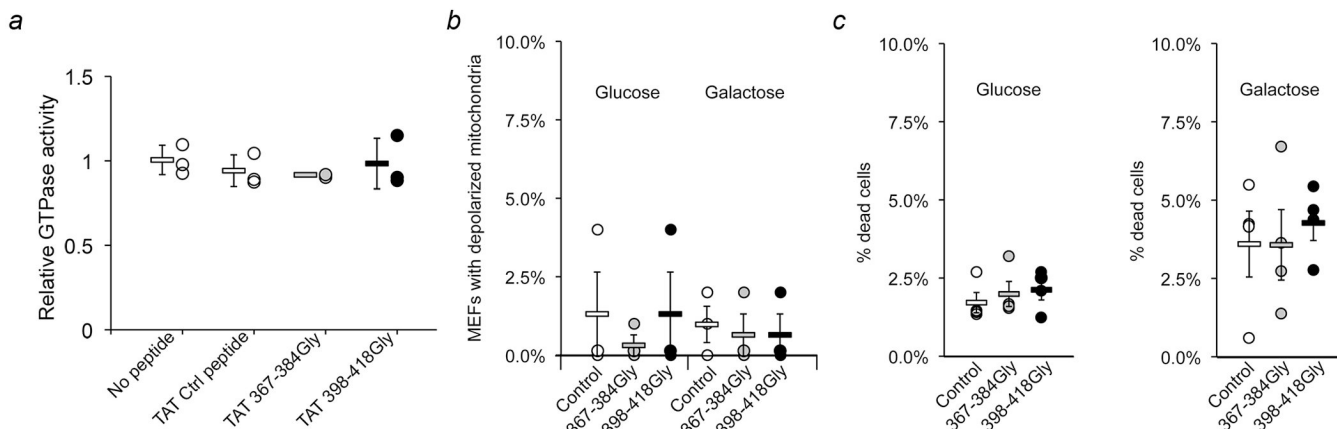 a
b
c
Relative GTPase activity
1.5
1
0.5
0
No peptide
TAT Ctrl peptide
TAT 367-384Gly
TAT 398-418Gly
MEFs with depolarized mitochondria
10.0%
7.5%
5.0%
2.5%
0.0%
Glucose
Galactose
Control
367-384Gly
398-418Gly
Control
367-384Gly
398-418Gly
% dead cells
10.0%
7.5%
5.0%
2.5%
0.0%
Glucose
Control
367-384Gly
398-418Gly
% dead cells
10.0%
7.5%
5.0%
2.5%
0.0%
Galactose
Control
367-384Gly
398-418Gly